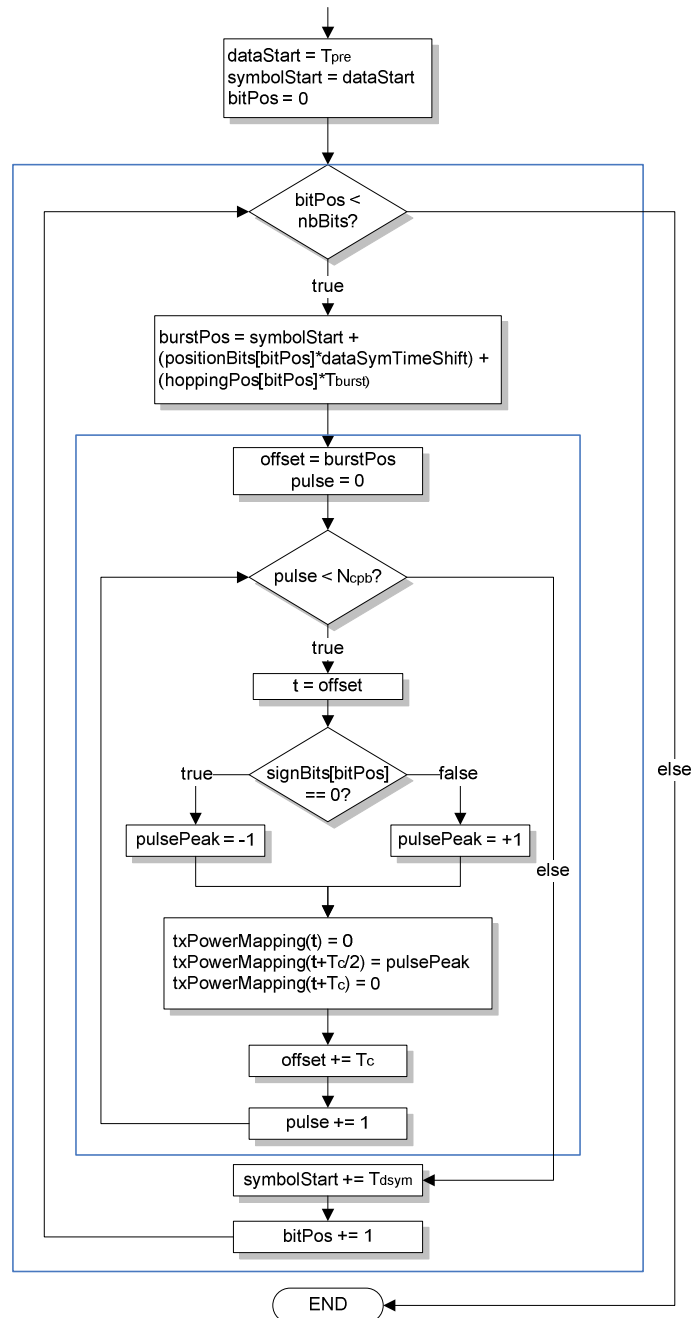 dataStart = Tpre
symbolStart = dataStart
bitPos = 0
bitPos <
nbBits?
true
burstPos = symbolStart +
(positionBits[bitPos]*dataSymTimeShift) +
(hoppingPos[bitPos]*Tburst)
offset = burstPos
pulse = 0
pulse < Ncpb?
true
t = offset
signBits[bitPos]
== 0?
true
false
else
pulsePeak = -1
pulsePeak = +1
else
txPowerMapping(t) = 0
txPowerMapping(t+Tc/2) = pulsePeak
txPowerMapping(t+Tc) = 0
offset += Tc
pulse += 1
symbolStart += Tdsym
bitPos += 1
END